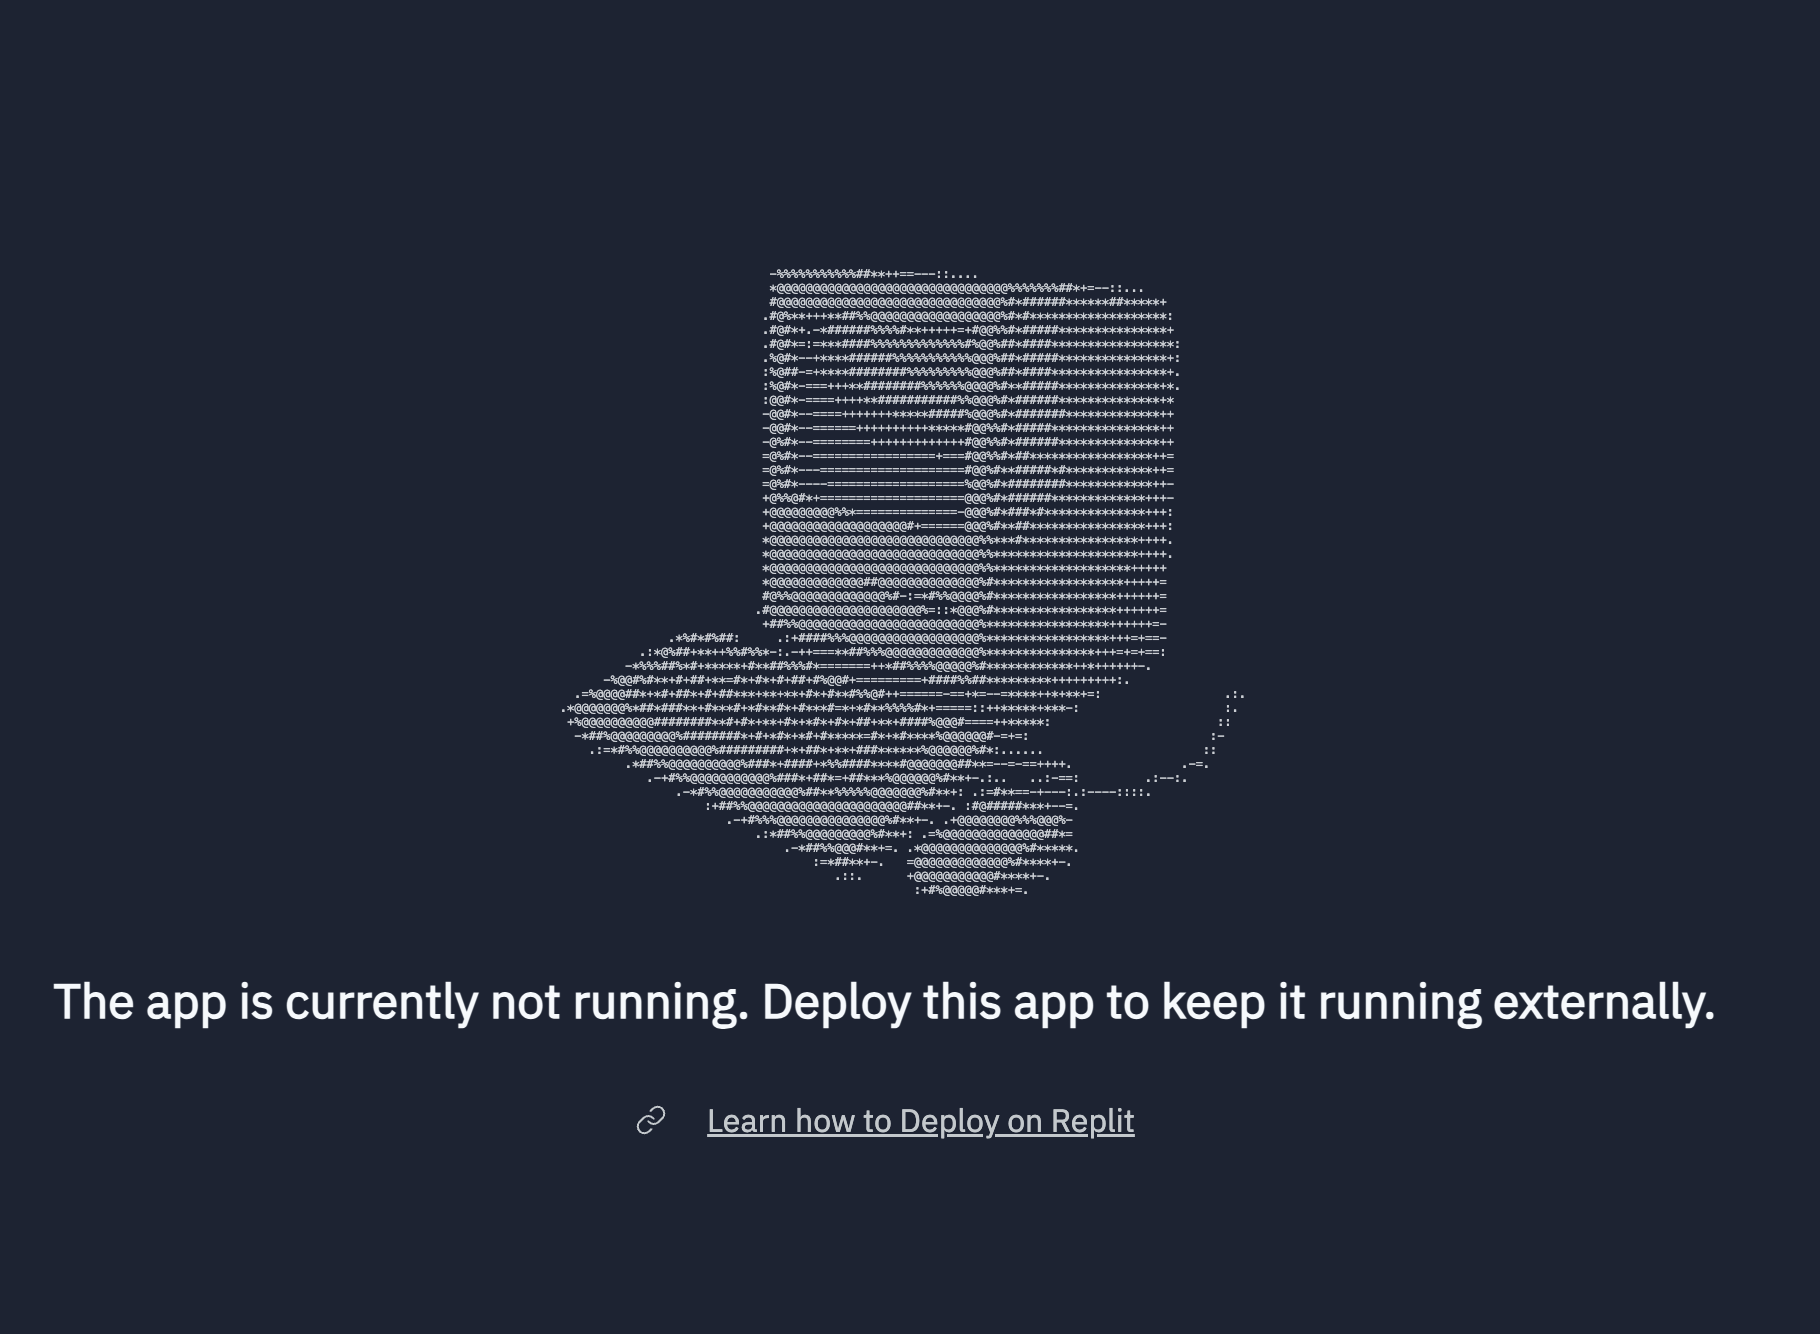 The app is currently not running. Deploy this app to keep it running externally.
Learn how to Deploy on Replit